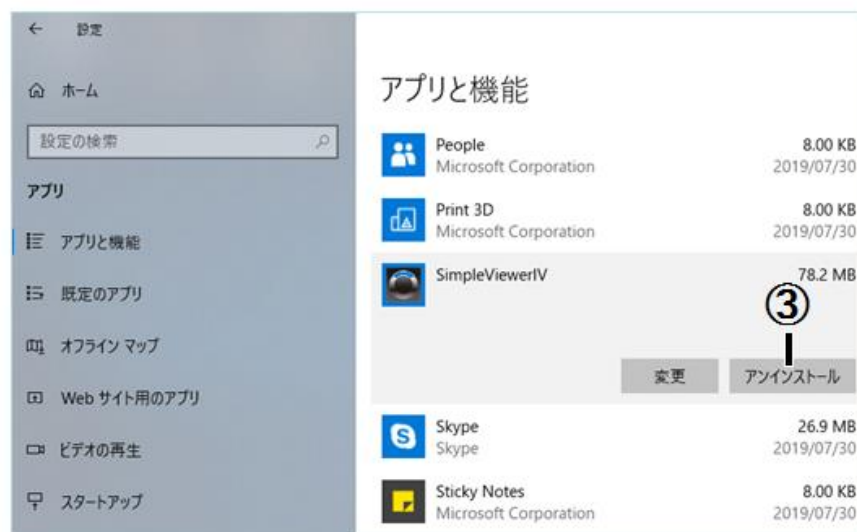 ← 設定
ホーム
設定の検索
アプリ
アプリと機能
既定のアプリ
オフライン マップ
Web サイト用のアプリ
ビデオの再生
スタートアップ
アプリと機能
People 8.00 KB
Microsoft Corporation 2019/07/30
Print 3D 8.00 KB
Microsoft Corporation 2019/07/30
SimpleViewerIV 78.2 MB
③
変更 アンインストール
Skype 26.9 MB
Skype 2019/07/30
Sticky Notes 8.00 KB
Microsoft Corporation 2019/07/30